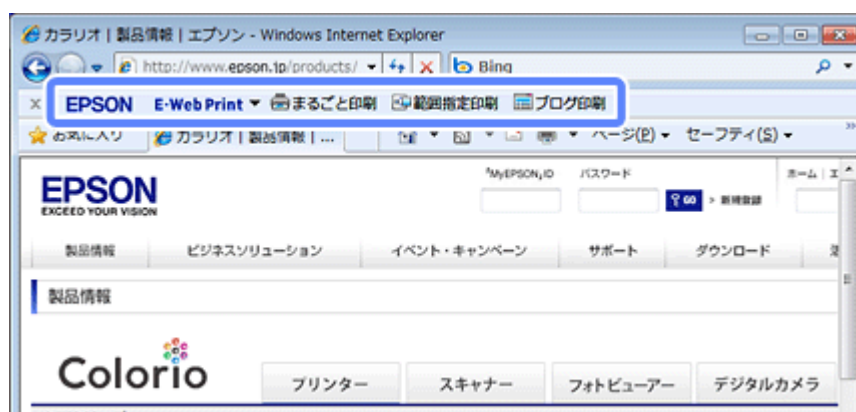 カラリオ | 製品情報 | エプソン - Windows Internet Explorer
http://www.epson.jp/products/ Bing
× EPSON E-Web Print まるごと印刷 範囲指定印刷 ブログ印刷
お気に入り カラリオ | 製品情報 | ... ページ(P) セーフティ(S) »
EPSON
EXCEED YOUR VISION
MyEPSON ID パスワード ホーム |
GO > 新規登録
製品情報 ビジネスソリューション イベント・キャンペーン サポート ダウンロード
製品情報
Colorio プリンター スキャナー フォトビューアー デジタルカメラ